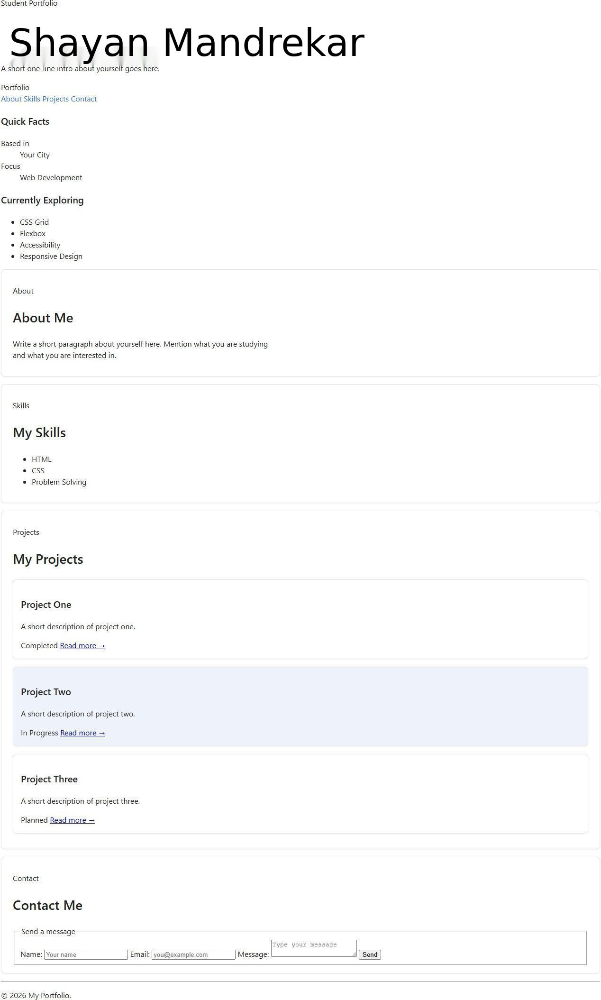 Student Portfolio
Shayan Mandrekar
A short one-line intro about yourself goes here.
Portfolio
About Skills Projects Contact
Quick Facts
Based in
Your City
Focus
Web Development
Currently Exploring
CSS Grid
Flexbox
Accessibility
Responsive Design
About
About Me
Write a short paragraph about yourself here. Mention what you are studying
and what you are interested in.
Skills
My Skills
HTML
CSS
Problem Solving
Projects
My Projects
Project One
A short description of project one.
Completed Read more →
Project Two
A short description of project two.
In Progress Read more →
Project Three
A short description of project three.
Planned Read more →
Contact
Contact Me
Send a message
Name: Your name Email: you@example.com Message: Type your message Send
© 2026 My Portfolio.